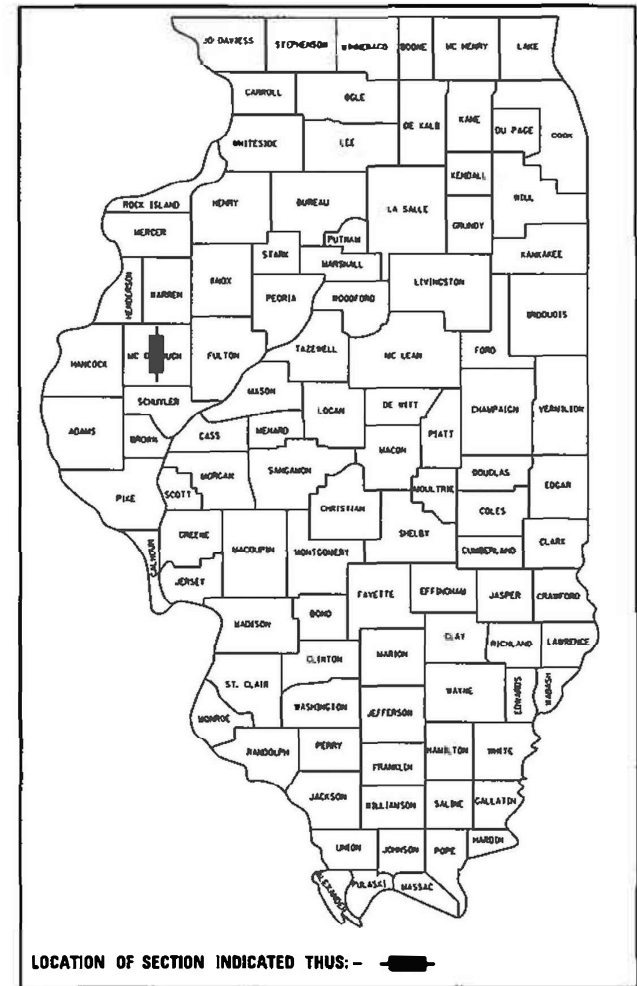 JO DAVIESS STEPHENSON WINNEBAGO BOONE MC HENRY LAKE
CARROLL OGLE DE KALB KANE DU PAGE COOK
WHITESIDE LEE KENDALL WILL
ROCK ISLAND HENRY BUREAU LA SALLE GRUNDY
MERCER PUTNAM KANKAKEE
STARK MARSHALL
HENDERSON WARREN KNOX PEORIA WOODFORD LIVINGSTON IROQUOIS
HANCOCK FULTON TAZEWELL MC LEAN FORD
SCHUYLER MASON LOGAN DE WITT CHAMPAIGN VERMILION
ADAMS BROWN CASS MENARD MACON PIATT
MORGAN SANGAMON DOUGLAS EDGAR
PIKE SCOTT CHRISTIAN MOULTRIE COLES
CALHOUN GREENE MACOUPIN MONTGOMERY SHELBY CUMBERLAND CLARK
JERSEY FAYETTE EFFINGHAM JASPER CRAWFORD
MADISON BOND CLAY RICHLAND LAWRENCE
CLINTON MARION
ST. CLAIR WAYNE EDWARDS WABASH
MONROE WASHINGTON JEFFERSON
RANDOLPH PERRY HAMILTON WHITE
FRANKLIN
JACKSON WILLIAMSON SALINE GALLATIN
UNION JOHNSON POPE HARDIN
ALEXANDER PULASKI MASSAC
LOCATION OF SECTION INDICATED THUS: -